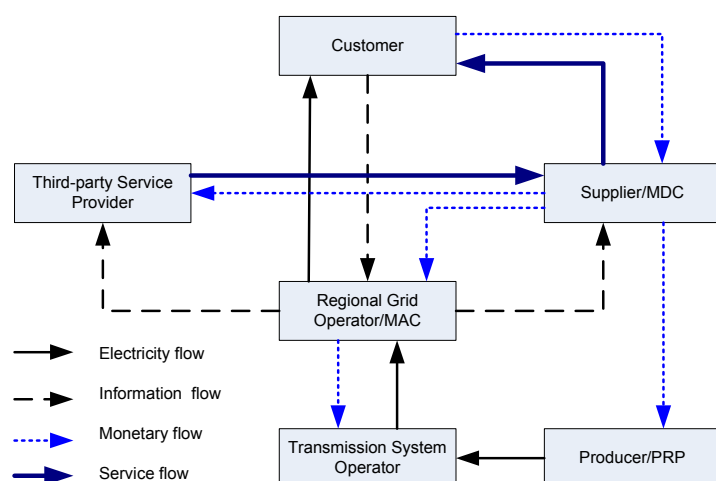 Customer
Third-party Service
Provider
Supplier/MDC
Regional Grid
Operator/MAC
Electricity flow
Information flow
Monetary flow
Service flow
Transmission System
Operator
Producer/PRP